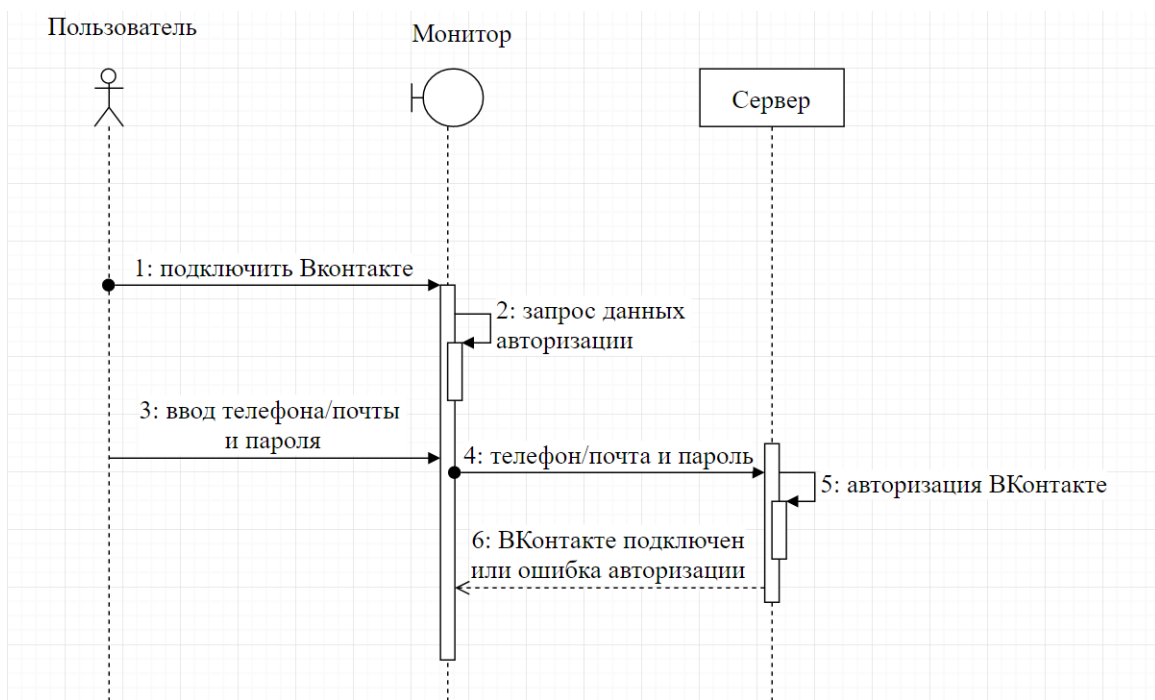 Пользователь
Монитор
Сервер
1: подключить Вконтакте
2: запрос данных
авторизации
3: ввод телефона/почты
и пароля
4: телефон/почта и пароль
5: авторизация ВКонтакте
6: ВКонтакте подключен
или ошибка авторизации